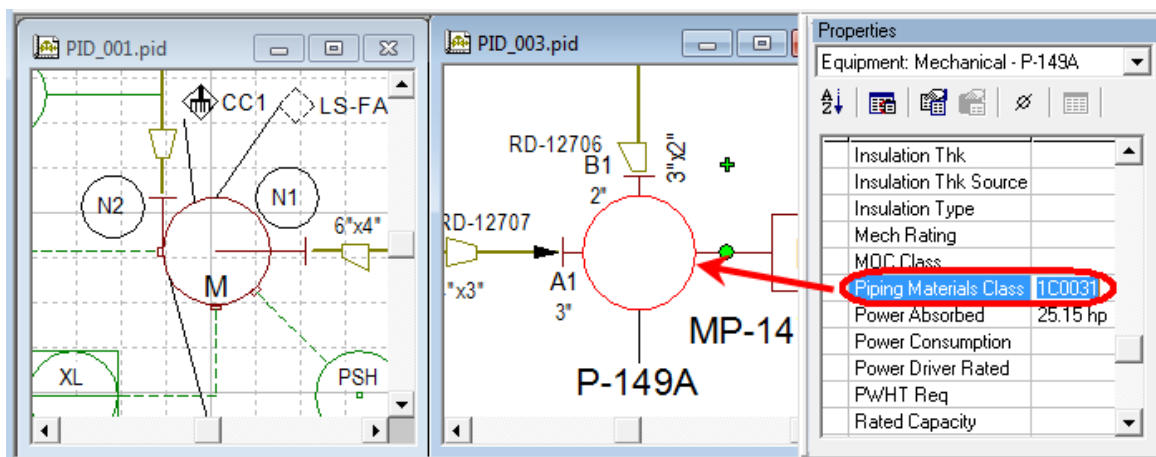 PID_001.pid
CC1
LS-FA
N2
N1
6"x4"
M
XL
PSH
PID_003.pid
RD-12706
B1
3"x2"
2"
RD-12707
A1
"x3"
3"
MP-14
P-149A
Properties
Equipment: Mechanical - P-149A
Insulation Thk
Insulation Thk Source
Insulation Type
Mech Rating
MOC Class
Piping Materials Class 1C0031
Power Absorbed 25.15 hp
Power Consumption
Power Driver Rated
PWHT Req
Rated Capacity